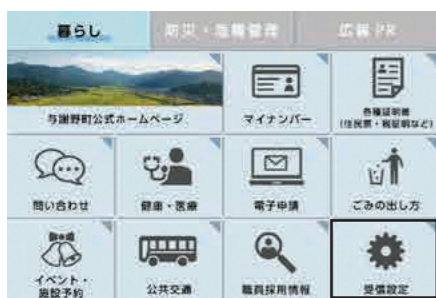 暮らし
防災・危機管理
広報PR
与謝野町公式ホームページ
マイナンバー
各種証明書
(住民票・税証明など)
問い合わせ
健康・医療
電子申請
ごみの出し方
イベント・
施設予約
公共交通
職員採用情報
受信設定